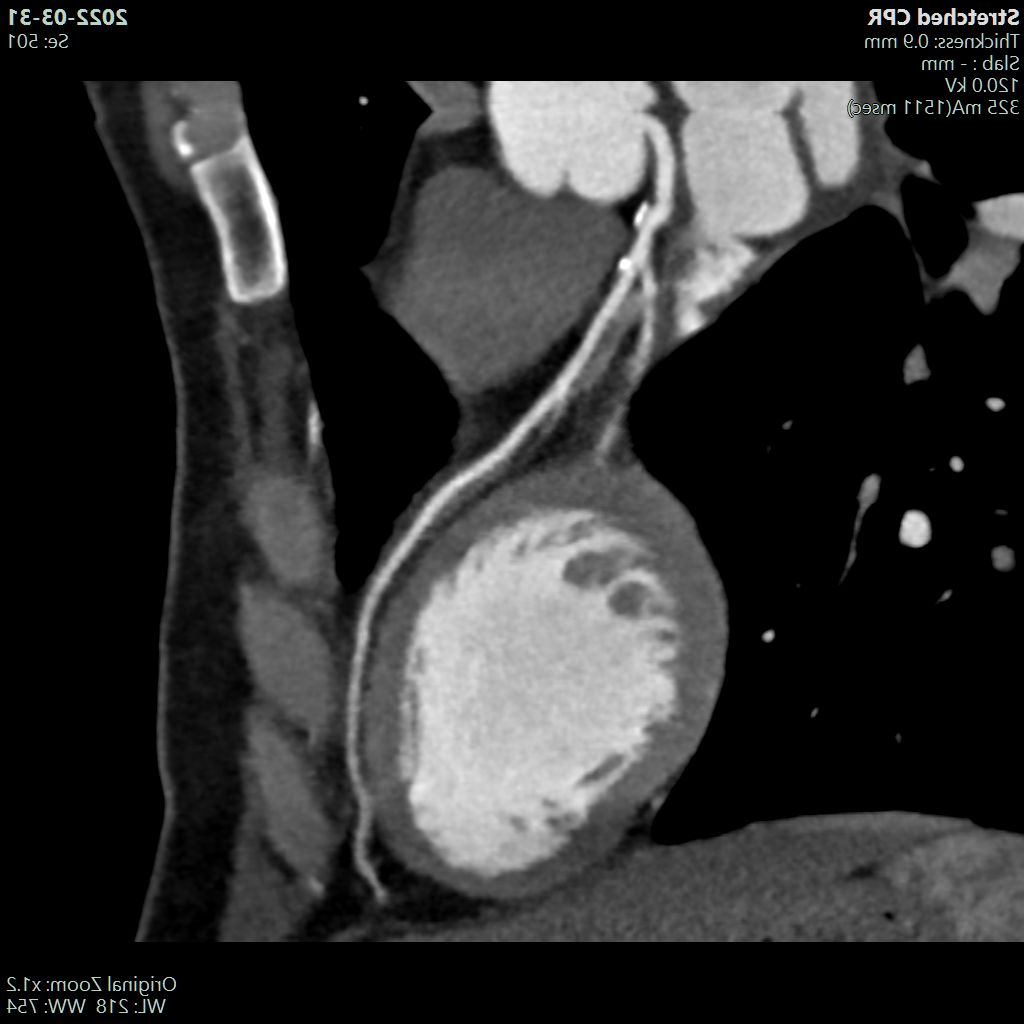 Stretched CPR
Thickness: 0.9 mm
Slab : - mm
120.0 kV
325 mA(1511 msec)
2022-03-31
Se: 501
Original Zoom: x1.2
WL: 218 WW: 754